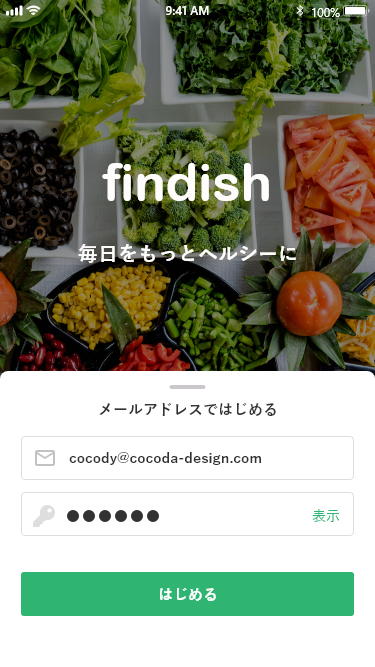 9:41 AM 100%
findish
毎日をもっとヘルシーに
メールアドレスではじめる
cocody@cocoda-design.com
●●●●●● 表示
はじめる